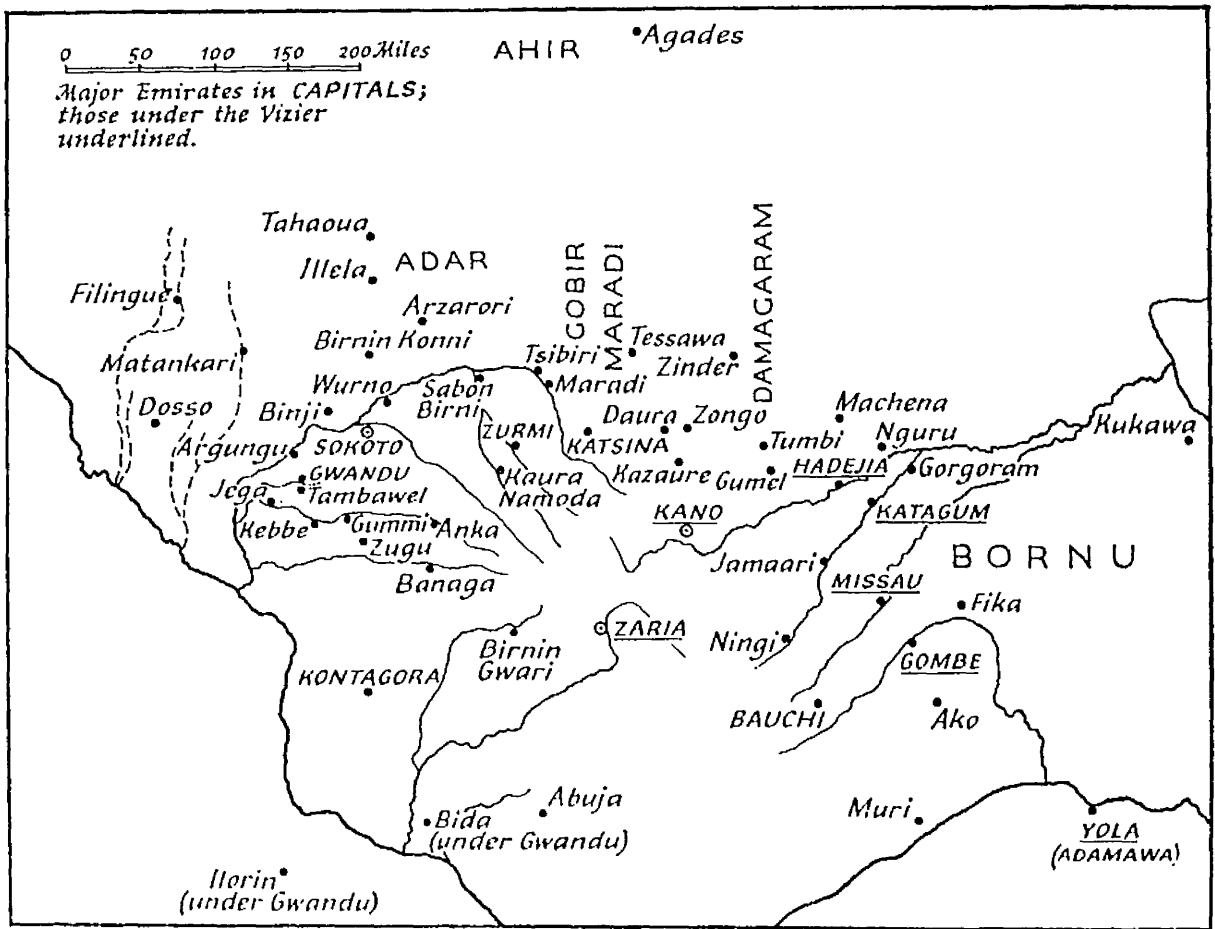 Agades
AHIR
0 50 100 150 200 Miles
Major Emirates in CAPITALS;
those under the Vizier
underlined.
Tahaoua
ADAR
Illela
GOBIR
MARADI
DAMAGARAM
Filingue
Arzarori
Birnin Konni
Tessawa
Zinder
Matankari
Tsibiri
Maradi
Wurno
Sabon
Birni
Dosso
Binji
Daura
Zongo
Machena
Kukawa
SOKOTO
ZURMI
KATSINA
Tumbi
Nguru
Argungu
Kaura
Namoda
Kazaure
Gumel
HADEJIA
Gorgoram
GWANDU
Tambawel
Jega
KANO
KATAGUM
Kebbe
Gummi
Anka
Zugu
BORNU
Jamaari
Banaga
MISSAU
Fika
ZARIA
Ningi
Birnin
Gwari
GOMBE
KONTAGORA
BAUCHI
Ako
Abuja
Muri
Bida
(under Gwandu)
YOLA
(ADAMAWA)
Ilorin
(under Gwandu)